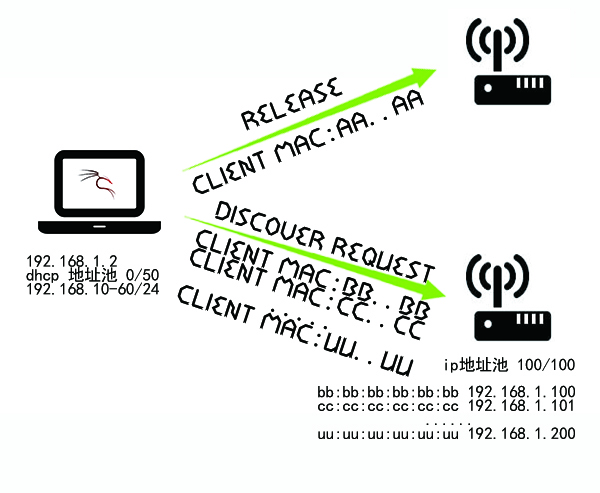 RELEASE
CLIENT MAC:AA..AA
DISCOVER REQUEST
CLIENT MAC:BB..BB
CLIENT MAC:CC..CC
......
CLIENT MAC:UU..UU
192.168.1.2
dhcp 地址池 0/50
192.168.10-60/24
ip地址池 100/100
bb:bb:bb:bb:bb:bb 192.168.1.100
cc:cc:cc:cc:cc:cc 192.168.1.101
......
uu:uu:uu:uu:uu:uu 192.168.1.200